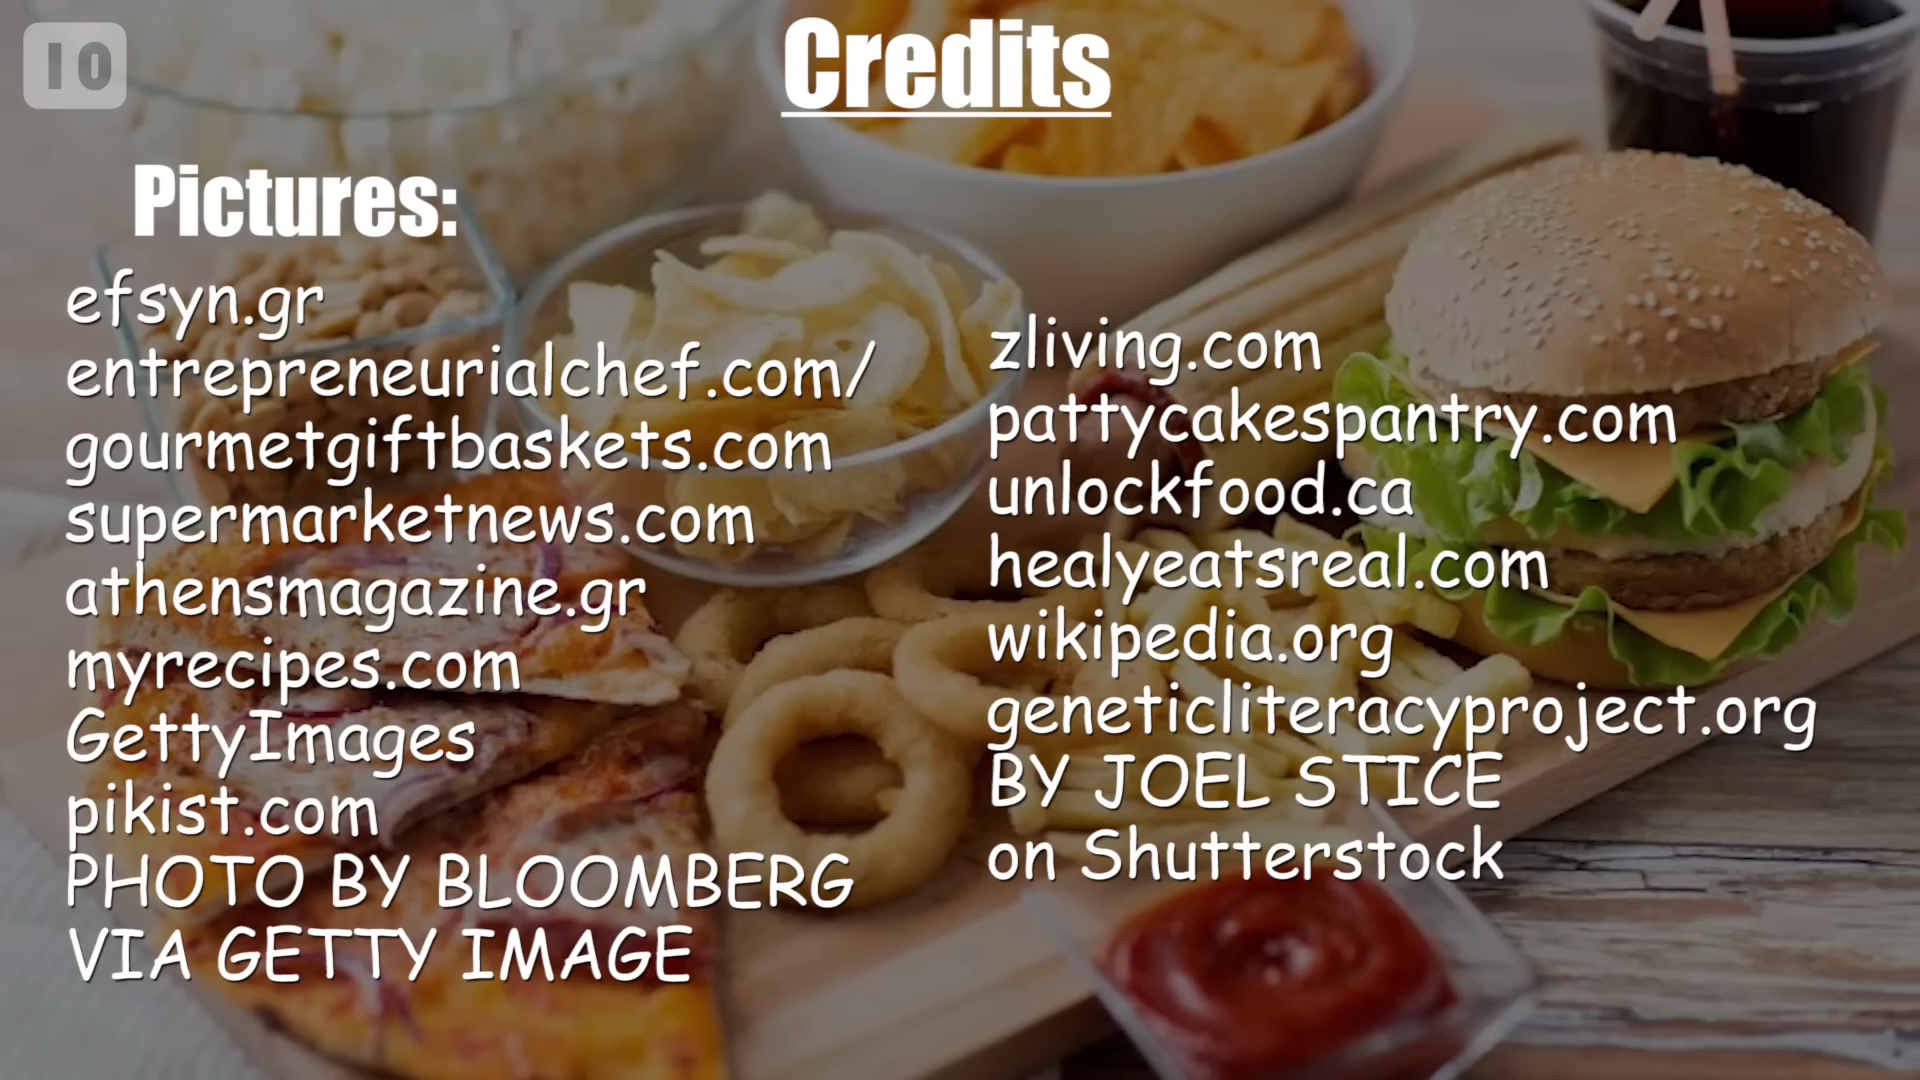 10
Credits
Pictures:
efsyn.gr
entrepreneurialchef.com/
gourmetgiftbaskets.com
supermarketnews.com
athensmagazine.gr
myrecipes.com
GettyImages
pikist.com
PHOTO BY BLOOMBERG
VIA GETTY IMAGE
zliving.com
pattycakespantry.com
unlockfood.ca
healyeatsreal.com
wikipedia.org
geneticliteracyproject.org
BY JOEL STICE
on Shutterstock